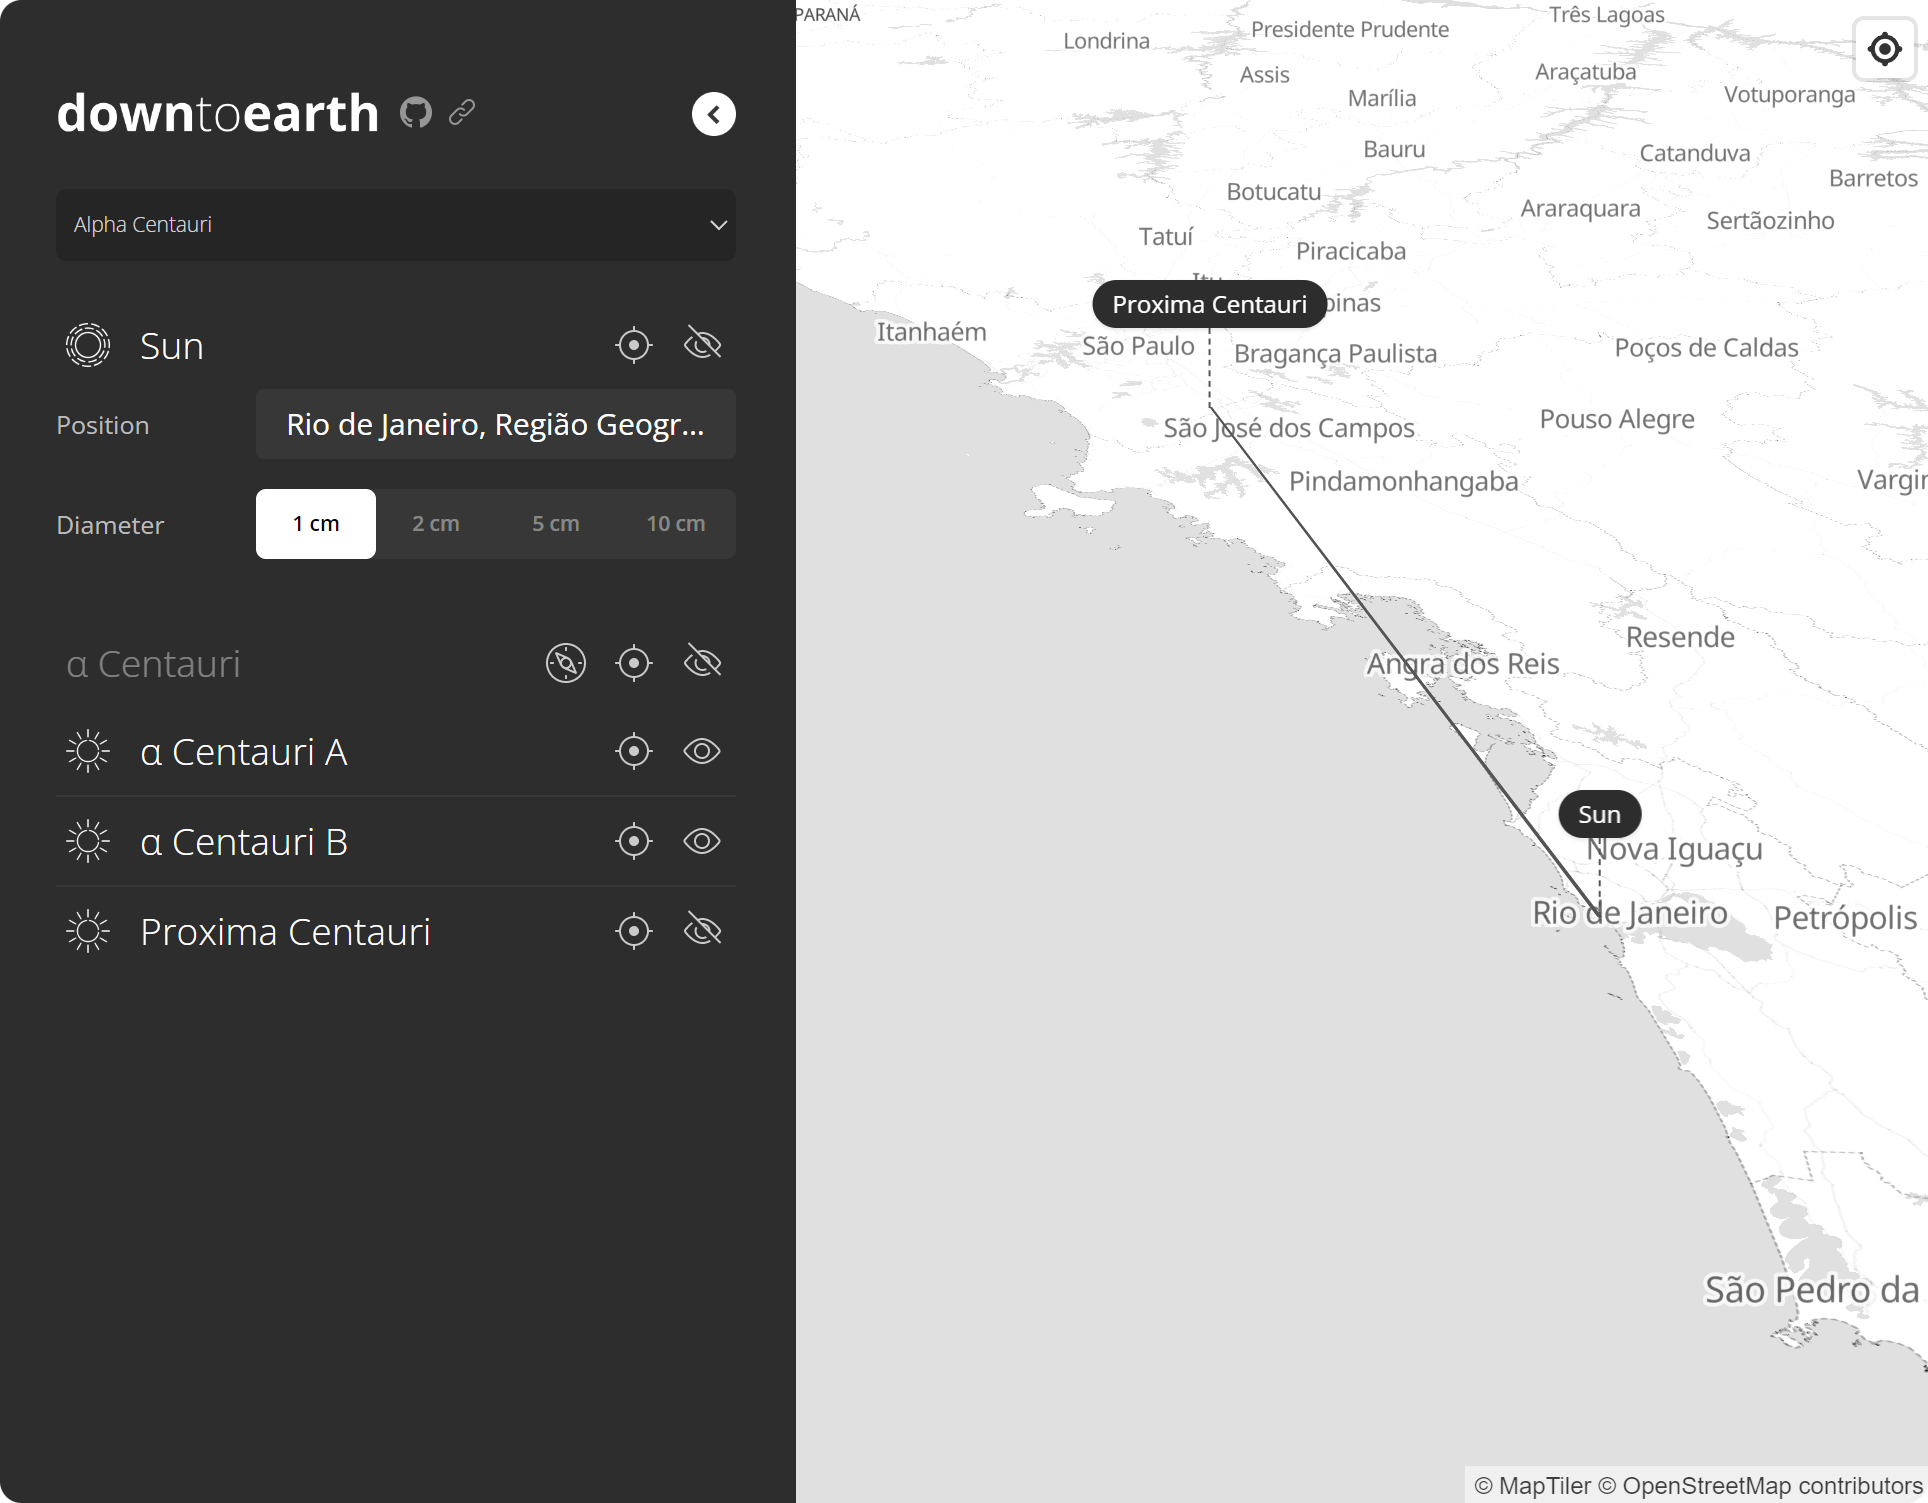 downtoearth
Alpha Centauri
Sun
Position
Rio de Janeiro, Região Geogr...
Diameter
1 cm
2 cm
5 cm
10 cm
α Centauri
α Centauri A
α Centauri B
Proxima Centauri
PARANÁ
Londrina
Presidente Prudente
Três Lagoas
Assis
Araçatuba
Marília
Votuporanga
Bauru
Catanduva
Botucatu
Barretos
Araraquara
Sertãozinho
Tatuí
Piracicaba
Proxima Centauri
pinas
Itanhaém
São Paulo
Bragança Paulista
Poços de Caldas
São José dos Campos
Pouso Alegre
Pindamonhangaba
Vargin
Resende
Angra dos Reis
Sun
Nova Iguaçu
Rio de Janeiro
Petrópolis
São Pedro da
© MapTiler © OpenStreetMap contributors